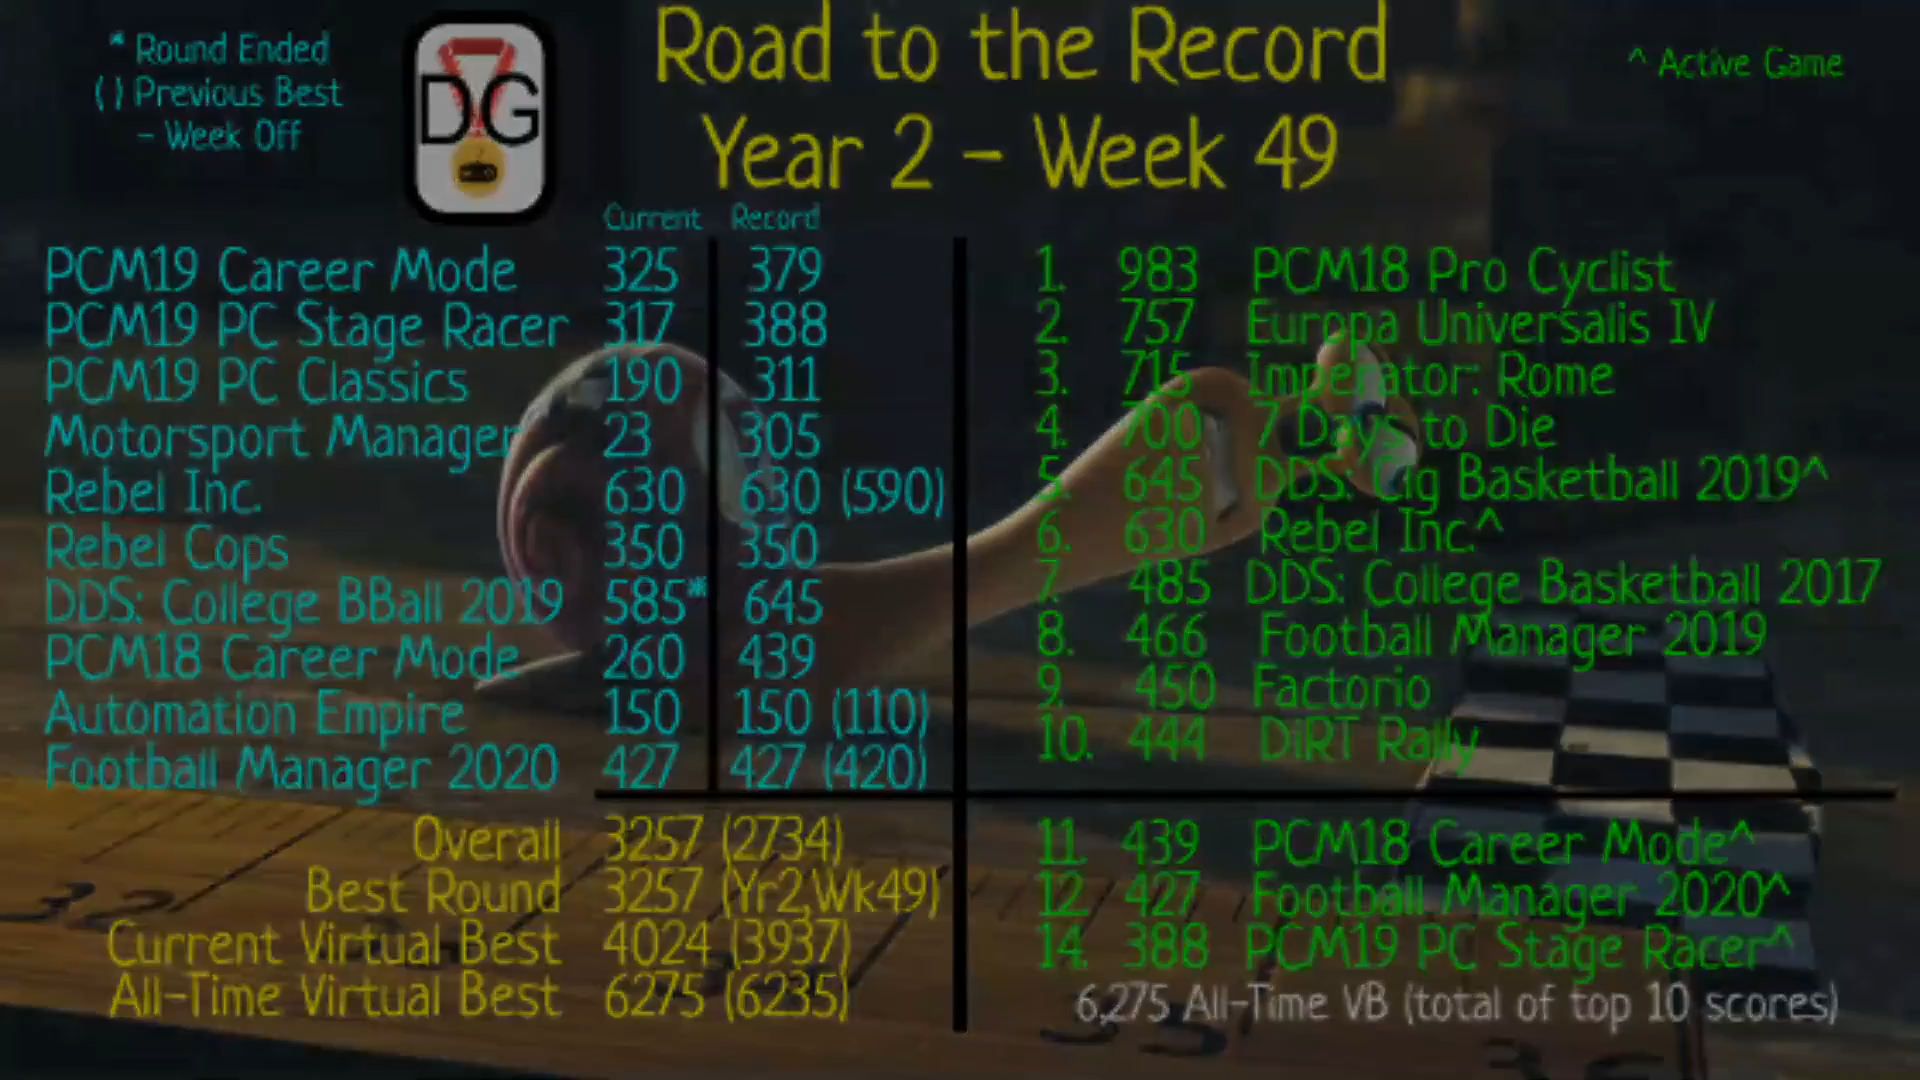 * Round Ended
( ) Previous Best
- Week Off
DG
Road to the Record
Year 2 - Week 49
^ Active Game
Current Record
PCM19 Career Mode 325 379
PCM19 PC Stage Racer 317 388
PCM19 PC Classics 190 311
Motorsport Manager 23 305
Rebel Inc. 630 630 (590)
Rebel Cops 350 350
DDS: College BBall 2019 585* 645
PCM18 Career Mode 260 439
Automation Empire 150 150 (110)
Football Manager 2020 427 427 (420)
Overall 3257 (2734)
Best Round 3257 (Yr2,Wk49)
Current Virtual Best 4024 (3937)
All-Time Virtual Best 6275 (6235)
1. 983 PCM18 Pro Cyclist
2. 757 Europa Universalis IV
3. 715 Imperator: Rome
4. 700 7 Days to Die
5. 645 DDS: Clg Basketball 2019^
6. 630 Rebel Inc.^
7. 485 DDS: College Basketball 2017
8. 466 Football Manager 2019
9. 450 Factorio
10. 444 DiRT Rally
11. 439 PCM18 Career Mode^
12. 427 Football Manager 2020^
14. 388 PCM19 PC Stage Racer^
6,275 All-Time VB (total of top 10 scores)
32
35
36